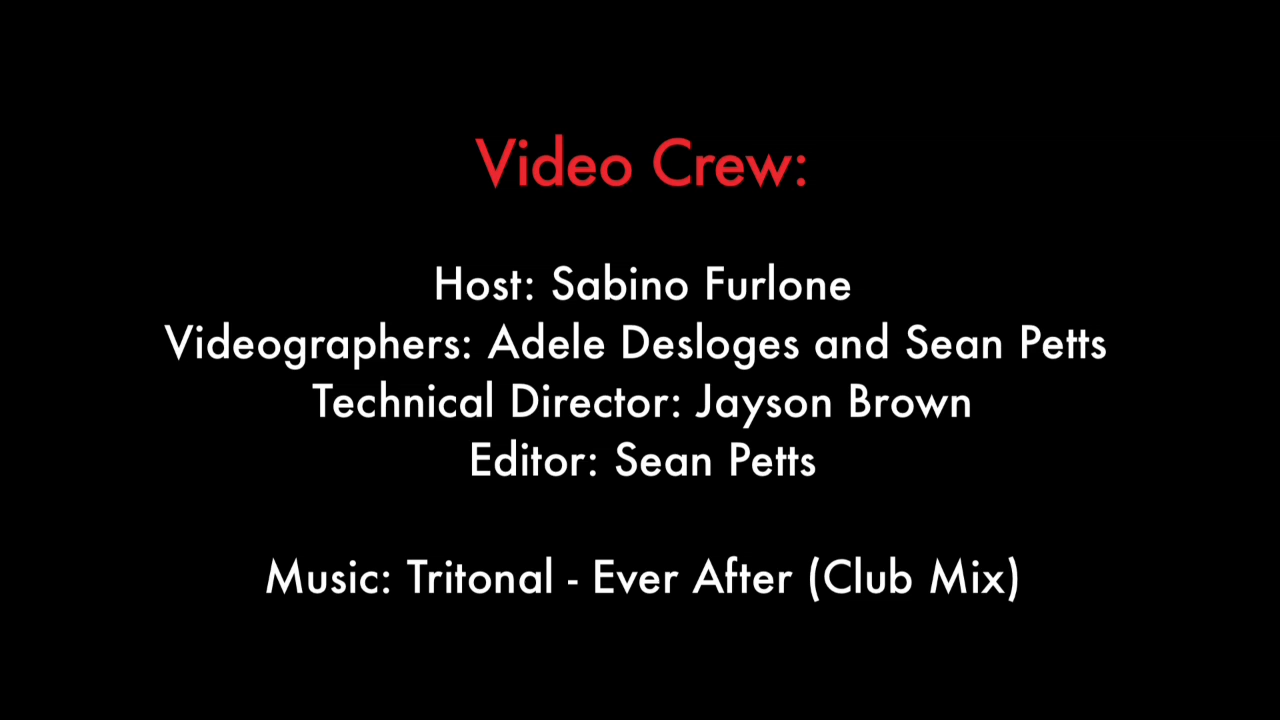 Video Crew:
Host: Sabino Furlone
Videographers: Adele Desloges and Sean Petts
Technical Director: Jayson Brown
Editor: Sean Petts
Music: Tritonal - Ever After (Club Mix)